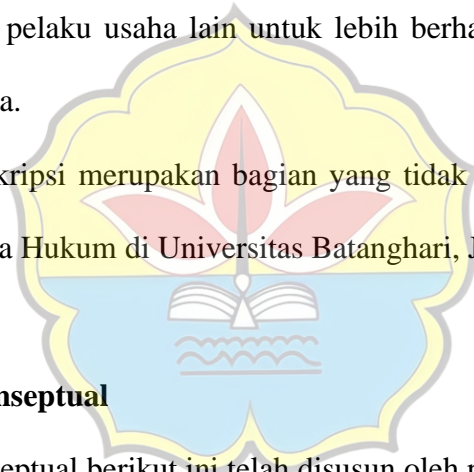 pelaku usaha lain untuk lebih berha
a.
kripsi merupakan bagian yang tidak
a Hukum di Universitas Batanghari, J
nseptual
septual berikut ini telah disusun oleh